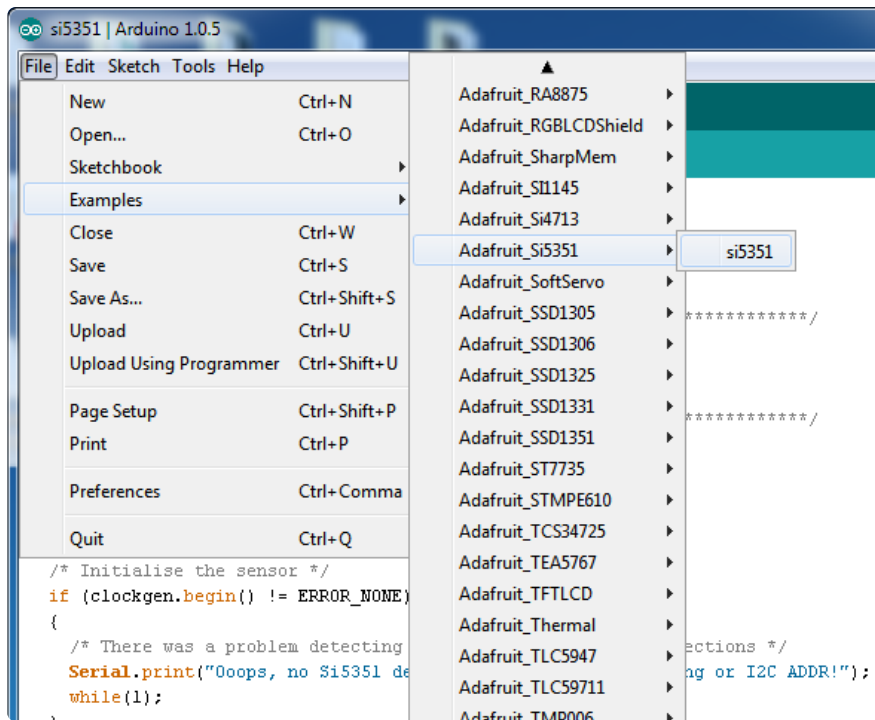 si5351 | Arduino 1.0.5
File Edit Sketch Tools Help
New Ctrl+N
Open... Ctrl+O
Sketchbook
Examples
Close Ctrl+W
Save Ctrl+S
Save As... Ctrl+Shift+S
Upload Ctrl+U
Upload Using Programmer Ctrl+Shift+U
Page Setup Ctrl+Shift+P
Print Ctrl+P
Preferences Ctrl+Comma
Quit Ctrl+Q
Adafruit_RA8875
Adafruit_RGBLCDShield
Adafruit_SharpMem
Adafruit_SI1145
Adafruit_Si4713
Adafruit_Si5351
Adafruit_SoftServo
Adafruit_SSD1305
Adafruit_SSD1306
Adafruit_SSD1325
Adafruit_SSD1331
Adafruit_SSD1351
Adafruit_ST7735
Adafruit_STMPE610
Adafruit_TCS34725
Adafruit_TEA5767
Adafruit_TFTLCD
Adafruit_Thermal
Adafruit_TLC5947
Adafruit_TLC59711
Adafruit_TMP006
si5351
************/
************/
/* Initialise the sensor */
if (clockgen.begin() != ERROR_NONE)
{
/* There was a problem detecting ections */
Serial.print("Ooops, no Si5351 de ng or I2C ADDR!");
while(1);